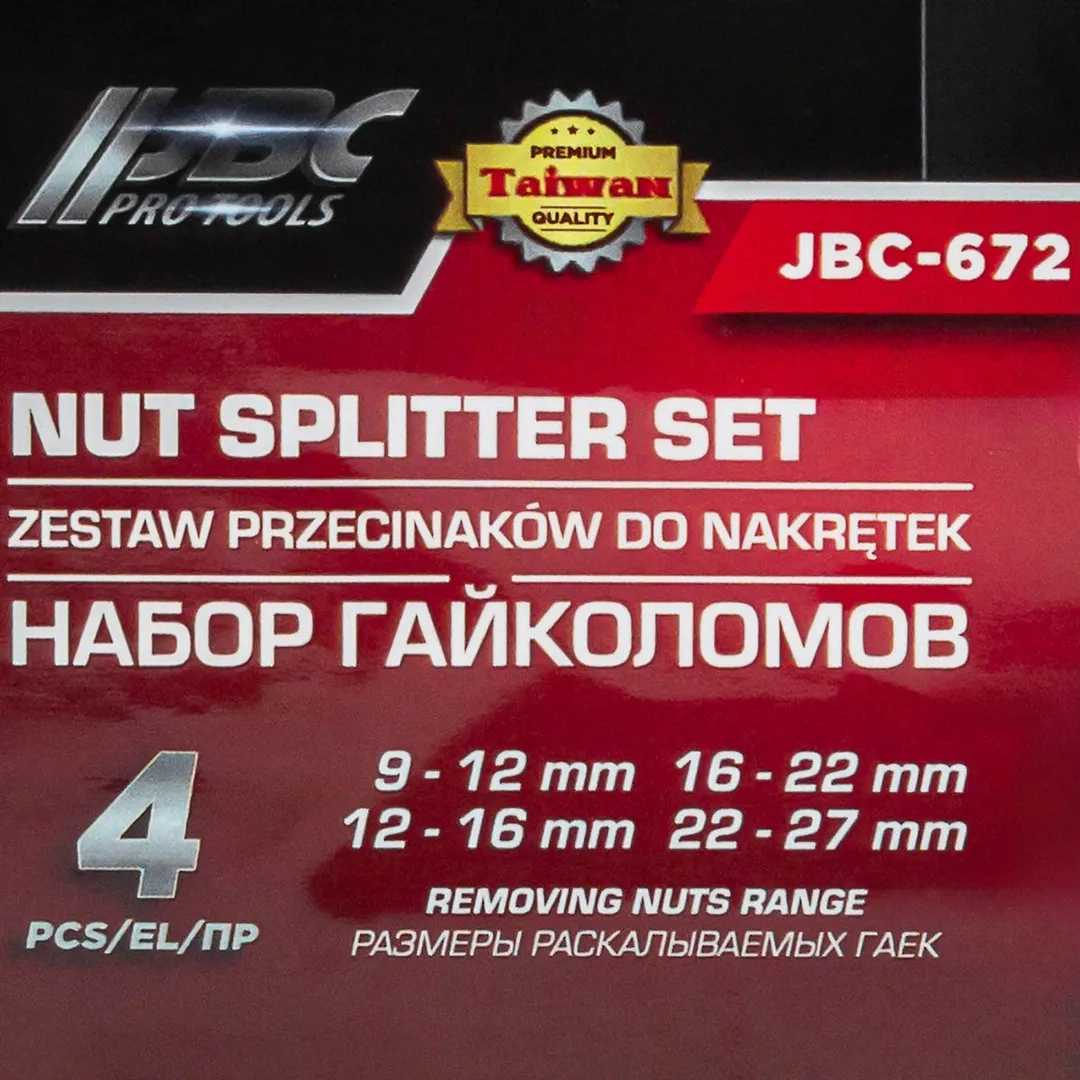 JBC
PRO TOOLS
PREMIUM
Taiwan
QUALITY
JBC-672
NUT SPLITTER SET
ZESTAW PRZECINAKÓW DO NAKRĘTEK
НАБОР ГАЙКОЛОМОВ
4
PCS/EL/ПР
9 - 12 mm 16 - 22 mm
12 - 16 mm 22 - 27 mm
REMOVING NUTS RANGE
РАЗМЕРЫ РАСКАЛЫВАЕМЫХ ГАЕК